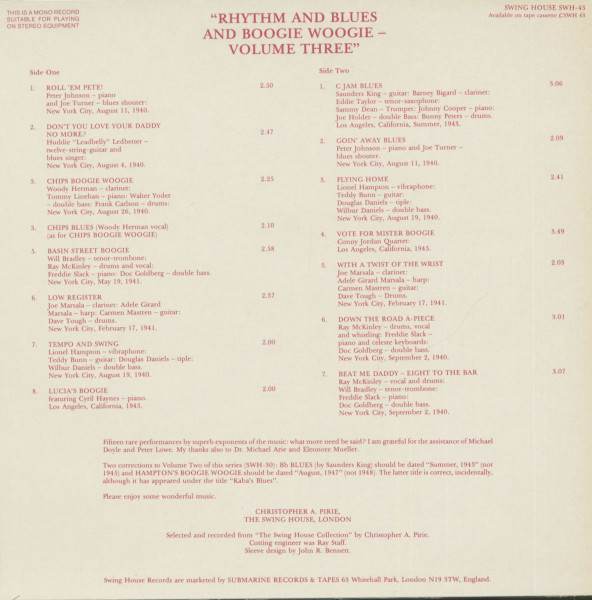 THIS IS A MONO RECORD
SUITABLE FOR PLAYING
ON STEREO EQUIPMENT
"RHYTHM AND BLUES
AND BOOGIE WOOGIE –
VOLUME THREE"
SWING HOUSE SWH-43
Available on tape cassette CSWH 43
Side One
1. ROLL 'EM PETE! 2.50
Peter Johnson – piano
and Joe Turner – blues shouter:
New York City, August 11, 1940.
2. DON'T YOU LOVE YOUR DADDY
NO MORE? 2.47
Huddie "Leadbelly" Ledbetter –
twelve-string guitar and
blues singer:
New York City, August 4, 1940.
3. CHIPS BOOGIE WOOGIE 2.25
Woody Herman – clarinet:
Tommy Linehan – piano: Walter Yoder
– double bass: Frank Carlson – drums:
New York City, August 26, 1940.
3. CHIPS BLUES (Woody Herman vocal) 2.10
(as for CHIPS BOOGIE WOOGIE)
5. BASIN STREET BOOGIE 2.58
Will Bradley – tenor-trombone:
Ray McKinley – drums and vocal:
Freddie Slack – piano: Doc Goldberg – double bass.
New York City, May 19, 1941.
6. LOW REGISTER 2.37
Joe Marsala – clarinet: Adele Girard
Marsala – harp: Carmen Mastren – guitar:
Dave Tough – drums.
New York City, February 17, 1941.
7. TEMPO AND SWING 2.00
Lionel Hampton – vibraphone:
Teddy Bunn – guitar: Douglas Daniels – tiple:
Wilbur Daniels – double bass.
New York City, August 19, 1940.
8. LUCIA'S BOOGIE 2.00
featuring Cyril Haynes – piano.
Los Angeles, California, 1945.
Side Two
1. C JAM BLUES 5.06
Saunders King – guitar: Barney Bigard – clarinet:
Eddie Taylor – tenor-saxophone:
Sammy Dean – Trumpet: Johnny Cooper – piano:
Joe Holder – double Bass: Bunny Peters – drums.
Los Angeles, California, Summer, 1945.
2. GOIN' AWAY BLUES 2.09
Peter Johnson – piano and Joe Turner –
blues shouter.
New York City, August 11, 1940.
3. FLYING HOME 2.41
Lionel Hampton – vibraphone:
Teddy Bunn – guitar:
Douglas Daniels – tiple:
Wilbur Daniels – double bass.
New York City, August 19, 1940.
4. VOTE FOR MISTER BOOGIE 3.49
Conny Jordan Quartet:
Los Angeles, California, 1945.
5. WITH A TWIST OF THE WRIST 2.05
Joe Marsala – clarinet:
Adele Girard Marsala – harp:
Carmen Mastren – guitar:
Dave Tough – Drums.
New York City, February 17, 1941.
6. DOWN THE ROAD A-PIECE 3.01
Ray McKinley – drums, vocal
and whistling: Freddie Slack –
piano and celeste keyboards:
Doc Goldberg – double bass.
New York City, September 2, 1940.
7. BEAT ME DADDY – EIGHT TO THE BAR 3.07
Ray McKinley – vocal and drums:
Will Bradley – tenor-trombone:
Freddie Slack – piano:
Doc Goldberg – double bass.
New York City, September 2, 1940.
Fifteen rare performances by superb exponents of the music: what more need be said? I am grateful for the assistance of Michael
Doyle and Peter Lowe. My thanks also to Dr. Michael Arie and Eleonore Mueller.
Two corrections to Volume Two of this series (SWH-30): Bb BLUES (by Saunders King) should be dated "Summer, 1945" (not
1943) and HAMPTON'S BOOGIE WOOGIE should be dated "August, 1947" (not 1948). The latter title is correct, incidentally,
although it has appeared under the title "Kaba's Blues".
Please enjoy some wonderful music.
CHRISTOPHER A. PIRIE,
THE SWING HOUSE, LONDON
Selected and recorded from "The Swing House Collection" by Christopher A. Pirie.
Cutting engineer was Ray Staff.
Sleeve design by John R. Bennett.
Swing House Records are marketed by SUBMARINE RECORDS & TAPES 63 Whitehall Park, London N19 5TW, England.